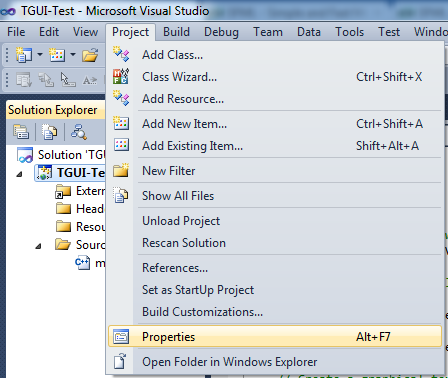 TGUI-Test - Microsoft Visual Studio
File Edit View Project Build Debug Team Data Tools Test
Solution Explorer
Solution 'TG
TGUI-Te
Extern
Head
Resou
Sourc
m
Add Class...
Class Wizard... Ctrl+Shift+X
Add Resource...
Add New Item... Ctrl+Shift+A
Add Existing Item... Shift+Alt+A
New Filter
Show All Files
Unload Project
Rescan Solution
References...
Set as StartUp Project
Build Customizations...
Properties Alt+F7
Open Folder in Windows Explorer